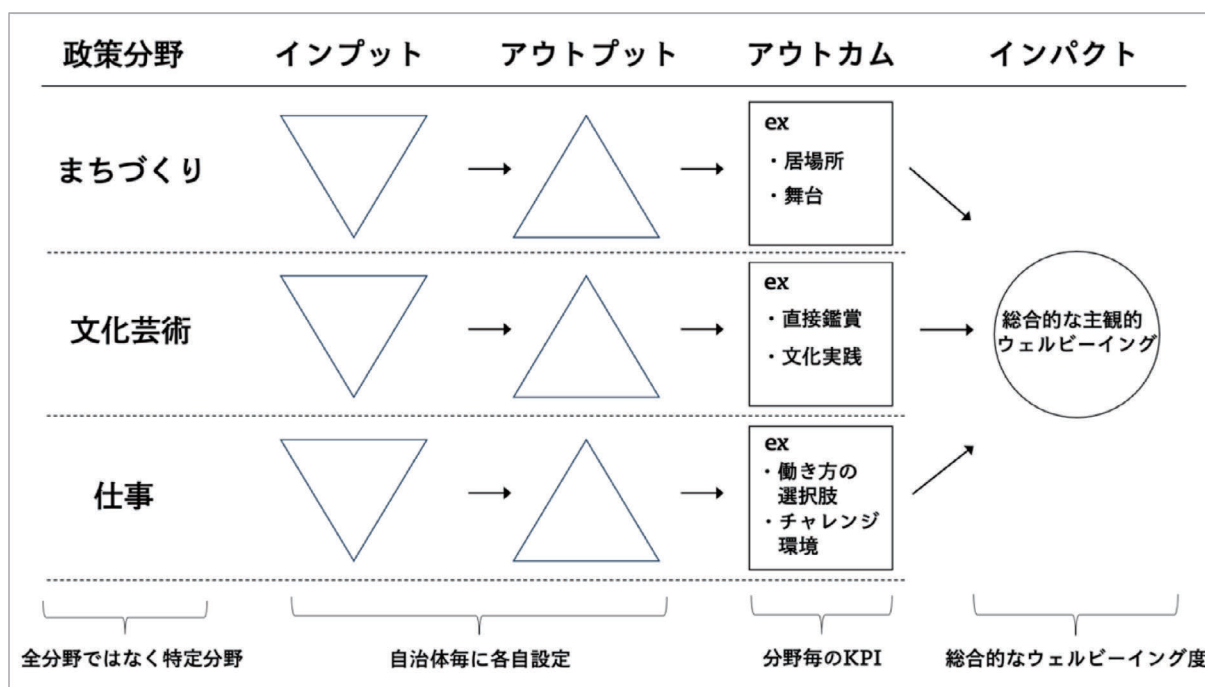 政策分野 インプット アウトプット アウトカム インパクト
まちづくり
ex
・居場所
・舞台
文化芸術
ex
・直接鑑賞
・文化実践
総合的な主観的
ウェルビーイング
仕事
ex
・働き方の
選択肢
・チャレンジ
環境
全分野ではなく特定分野 自治体毎に各自設定 分野毎のKPI 総合的なウェルビーイング度